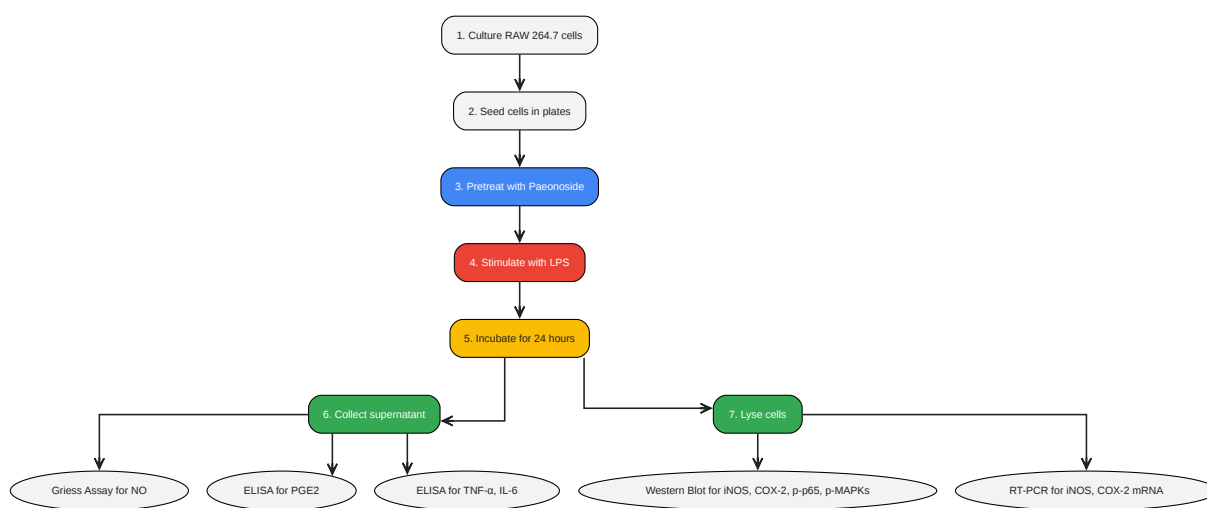 1. Culture RAW 264.7 cells
2. Seed cells in plates
3. Pretreat with Paeonoside
4. Stimulate with LPS
5. Incubate for 24 hours
6. Collect supernatant
7. Lyse cells
Griess Assay for NO
ELISA for PGE2
ELISA for TNF-α, IL-6
Western Blot for iNOS, COX-2, p-p65, p-MAPKs
RT-PCR for iNOS, COX-2 mRNA